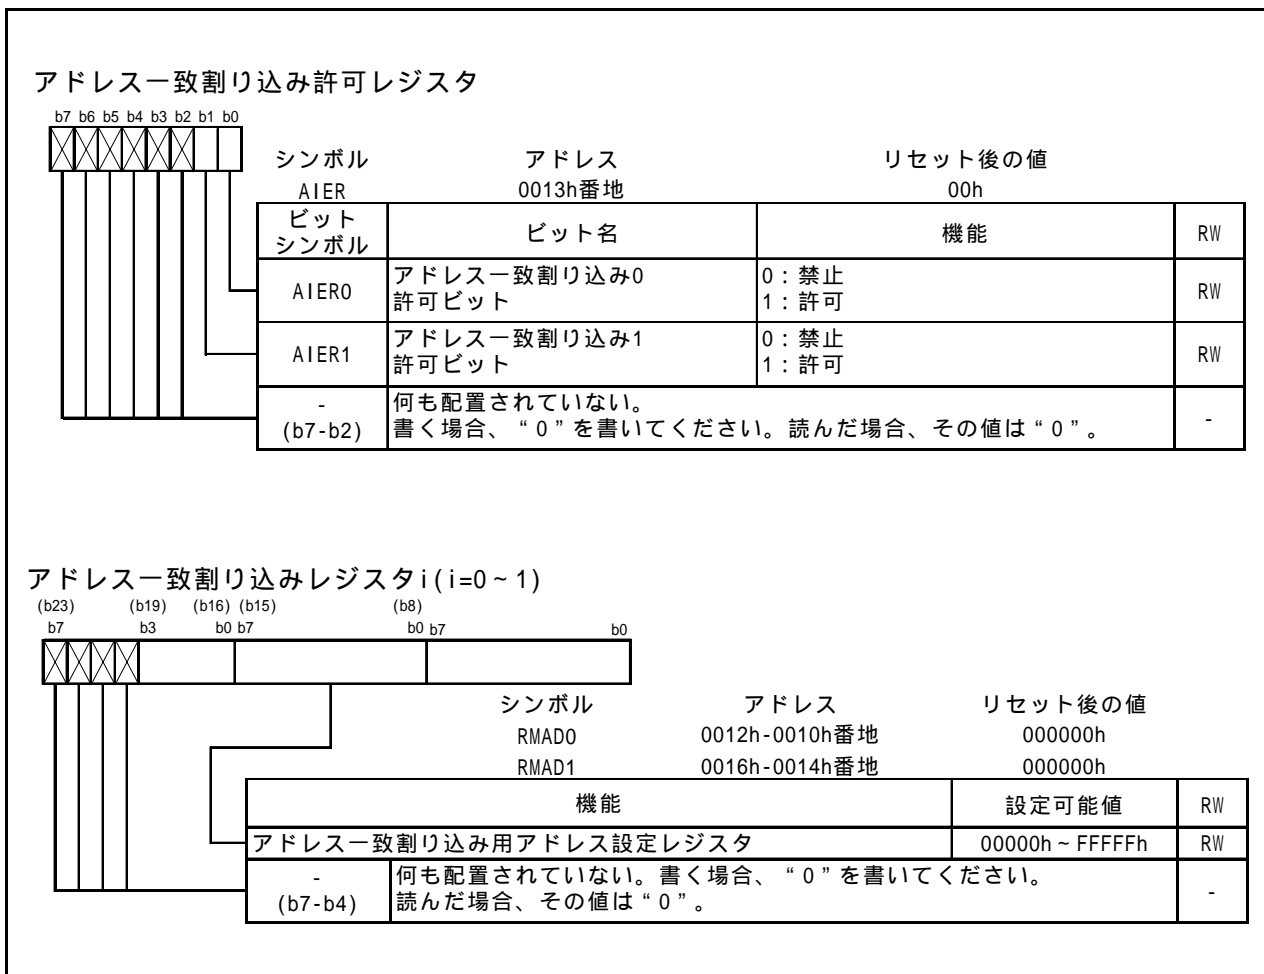 アドレス一致割り込み許可レジスタ
b7 b6 b5 b4 b3 b2 b1 b0
シンボル アドレス リセット後の値
AIER 0013h番地 00h
ビット
シンボル ビット名 機能 RW
AIER0 アドレス一致割り込み0
許可ビット 0:禁止
1:許可 RW
AIER1 アドレス一致割り込み1
許可ビット 0:禁止
1:許可 RW
-
(b7-b2) 何も配置されていない。
書く場合、“0”を書いてください。読んだ場合、その値は“0”。 -
アドレス一致割り込みレジスタi(i=0~1)
(b23) (b19) (b16) (b15) (b8)
b7 b3 b0 b7 b0 b7 b0
シンボル アドレス リセット後の値
RMAD0 0012h-0010h番地 000000h
RMAD1 0016h-0014h番地 000000h
機能 設定可能値 RW
アドレス一致割り込み用アドレス設定レジスタ 00000h~FFFFFh RW
-
(b7-b4) 何も配置されていない。書く場合、“0”を書いてください。
読んだ場合、その値は“0”。 -